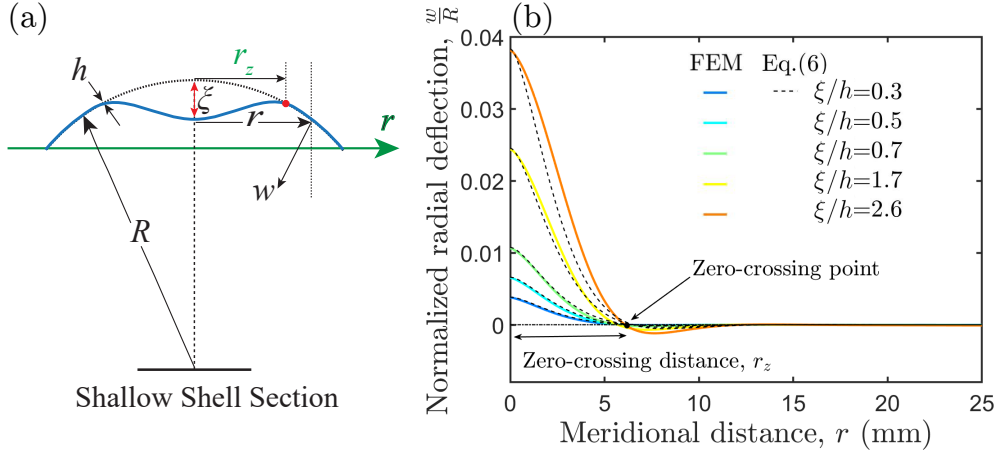 (a)
h
r_z
ξ
r
r
w
R
Shallow Shell Section
(b)
Normalized radial deflection, w/R
0.04
0.03
0.02
0.01
0
FEM Eq.(6)
ξ/h=0.3
ξ/h=0.5
ξ/h=0.7
ξ/h=1.7
ξ/h=2.6
Zero-crossing point
Zero-crossing distance, r_z
0 5 10 15 20 25
Meridional distance, r (mm)